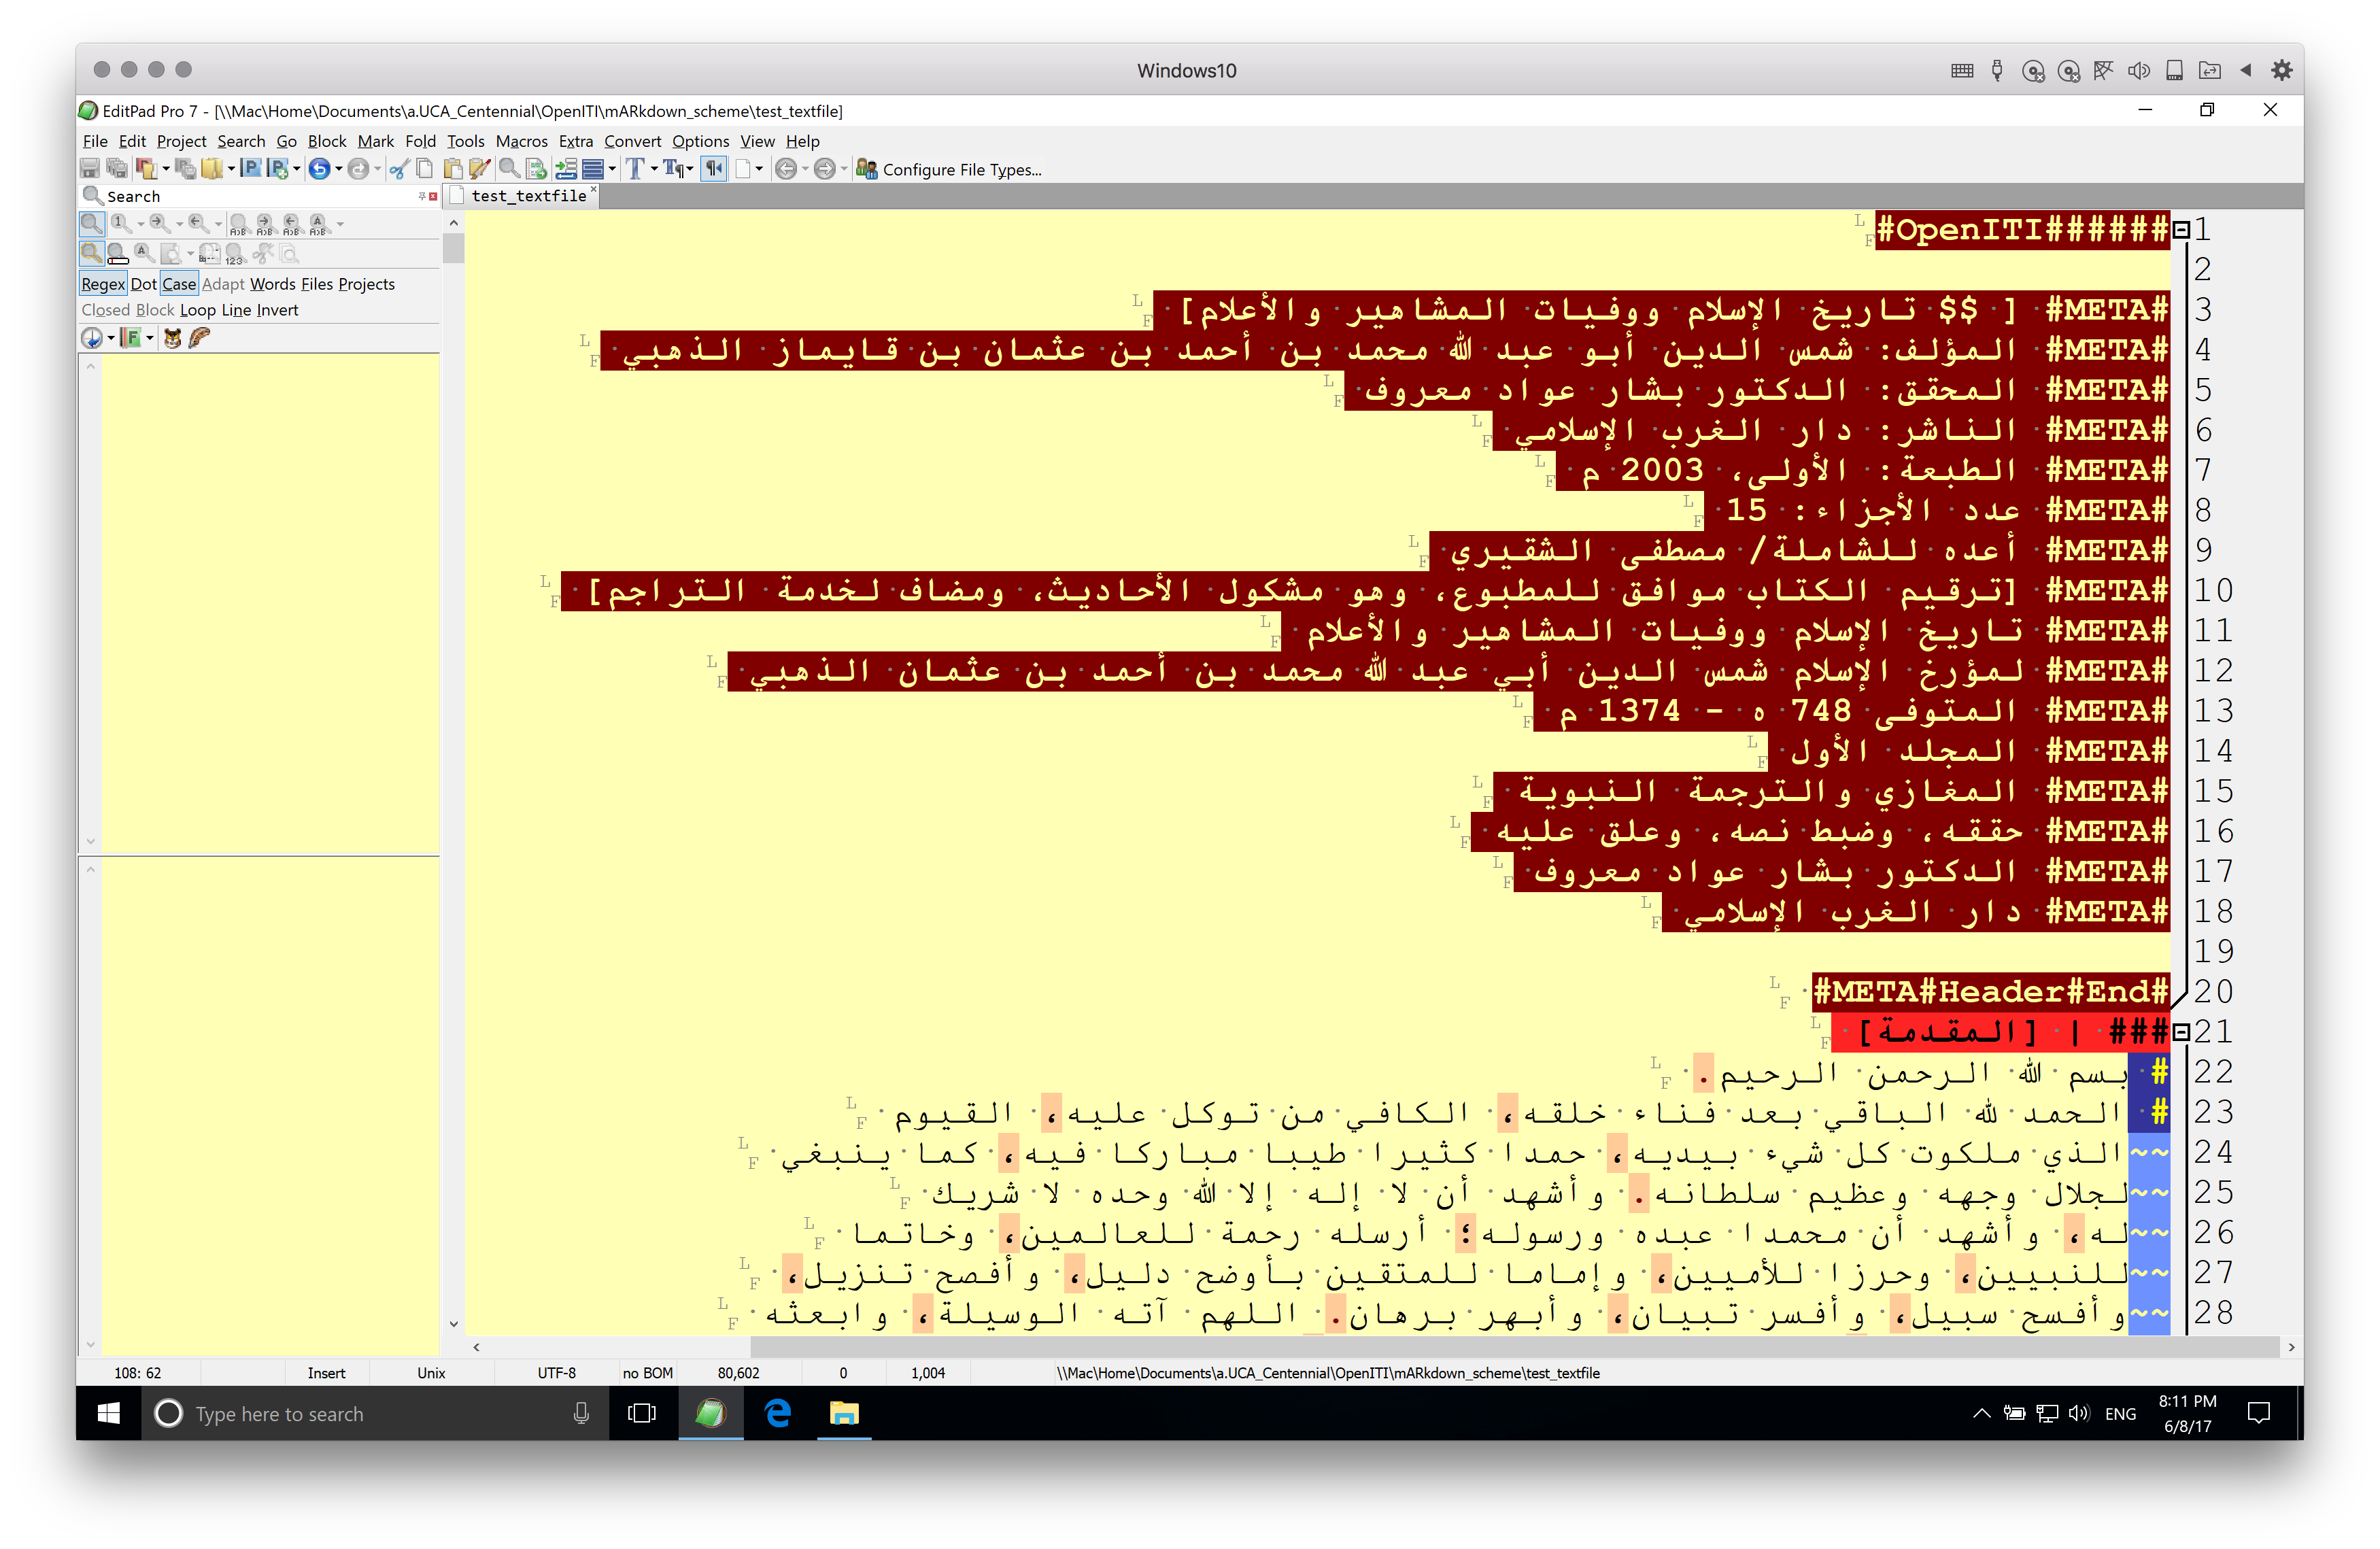 Windows10
EditPad Pro 7 - [\\Mac\Home\Documents\a.UCA_Centennial\OpenITI\mARkdown_scheme\test_textfile]
File Edit Project Search Go Block Mark Fold Tools Macros Extra Convert Options View Help
Configure File Types...
Search
test_textfile
Regex Dot Case Adapt Words Files Projects
Closed Block Loop Line Invert
1 ######OpenITI#
2
3 #META# [ $$ تاريخ الإسلام ووفيات المشاهير والأعلام]
4 #META# المؤلف: شمس الدين أبو عبد الله محمد بن أحمد بن عثمان بن قايماز الذهبي
5 #META# المحقق: الدكتور بشار عواد معروف
6 #META# الناشر: دار الغرب الإسلامي
7 #META# الطبعة: الأولى، 2003 م
8 #META# عدد الأجزاء: 15
9 #META# أعده للشاملة/ مصطفى الشقيري
10 #META# [ترقيم الكتاب موافق للمطبوع، وهو مشكول الأحاديث، ومضاف لخدمة التراجم]
11 #META# تاريخ الإسلام ووفيات المشاهير والأعلام
12 #META# لمؤرخ الإسلام شمس الدين أبي عبد الله محمد بن أحمد بن عثمان الذهبي
13 #META# المتوفى 748 ه - 1374 م
14 #META# المجلد الأول
15 #META# المغازي والترجمة النبوية
16 #META# حققه، وضبط نصه، وعلق عليه
17 #META# الدكتور بشار عواد معروف
18 #META# دار الغرب الإسلامي
19
20 #META#Header#End#
21 ### | [المقدمة]
22 # بسم الله الرحمن الرحيم.
23 # الحمد لله الباقي بعد فناء خلقه، الكافي من توكل عليه، القيوم
24 ~~الذي ملكوت كل شيء بيديه، حمدا كثيرا طيبا مباركا فيه، كما ينبغي
25 ~~لجلال وجهه وعظيم سلطانه. وأشهد أن لا إله إلا الله وحده لا شريك
26 ~~له، وأشهد أن محمدا عبده ورسوله؛ أرسله رحمة للعالمين، وخاتما
27 ~~للنبيين، وحرزا للأميين، وإماما للمتقين بأوضح دليل، وأفصح تنزيل،
28 ~~وأفسح سبيل، وأفسر تبيان، وأبهر برهان. اللهم آته الوسيلة، وابعثه
108: 62 Insert Unix UTF-8 no BOM 80,602 0 1,004 \\Mac\Home\Documents\a.UCA_Centennial\OpenITI\mARkdown_scheme\test_textfile
Type here to search
ENG
8:11 PM
6/8/17